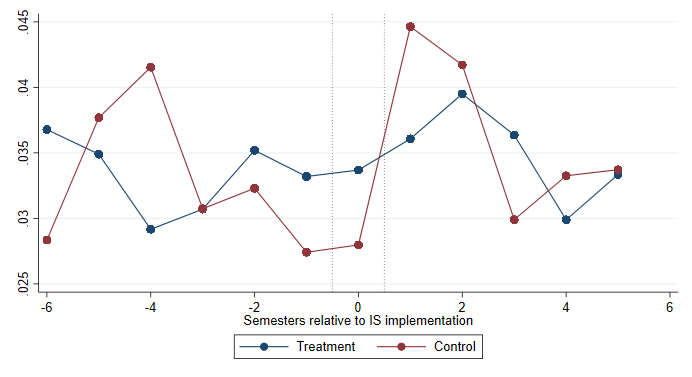 .045
.04
.035
.03
.025
-6 -4 -2 0 2 4 6
Semesters relative to IS implementation
Treatment Control